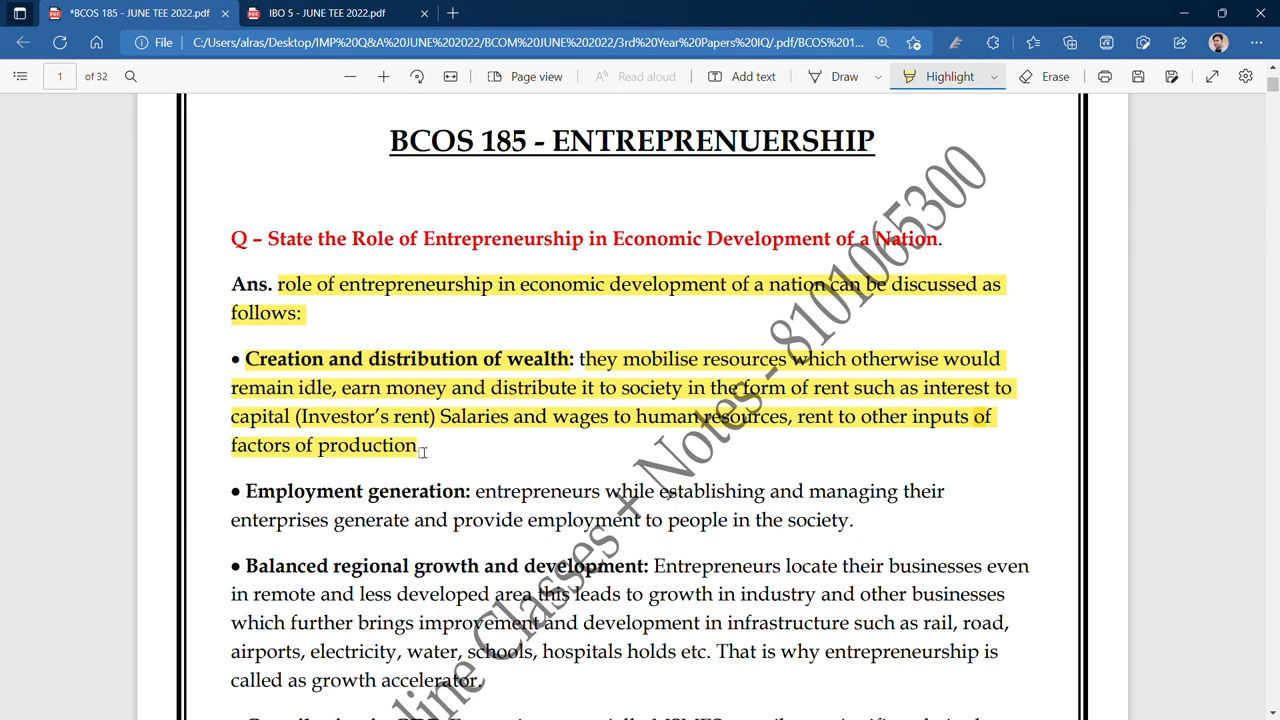 *BCOS 185 - JUNE TEE 2022.pdf
IBO 5 - JUNE TEE 2022.pdf
File
C:/Users/alras/Desktop/IMP%20Q&A%20JUNE%202022/BCOM%20JUNE%202022/3rd%20Year%20Papers%20IQ/.pdf/BCOS%201...
1 of 32
Page view
Read aloud
Add text
Draw
Highlight
Erase
BCOS 185 - ENTREPRENUERSHIP
Q – State the Role of Entrepreneurship in Economic Development of a Nation.
Ans. role of entrepreneurship in economic development of a nation can be discussed as
follows:
• Creation and distribution of wealth: they mobilise resources which otherwise would
remain idle, earn money and distribute it to society in the form of rent such as interest to
capital (Investor's rent) Salaries and wages to human resources, rent to other inputs of
factors of production
• Employment generation: entrepreneurs while establishing and managing their
enterprises generate and provide employment to people in the society.
• Balanced regional growth and development: Entrepreneurs locate their businesses even
in remote and less developed area this leads to growth in industry and other businesses
which further brings improvement and development in infrastructure such as rail, road,
airports, electricity, water, schools, hospitals holds etc. That is why entrepreneurship is
called as growth accelerator.
line Classes + Notes - 8101065300